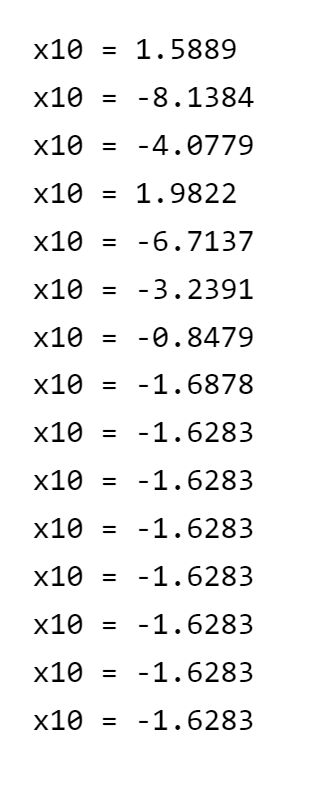 x10 = 1.5889
x10 = -8.1384
x10 = -4.0779
x10 = 1.9822
x10 = -6.7137
x10 = -3.2391
x10 = -0.8479
x10 = -1.6878
x10 = -1.6283
x10 = -1.6283
x10 = -1.6283
x10 = -1.6283
x10 = -1.6283
x10 = -1.6283
x10 = -1.6283